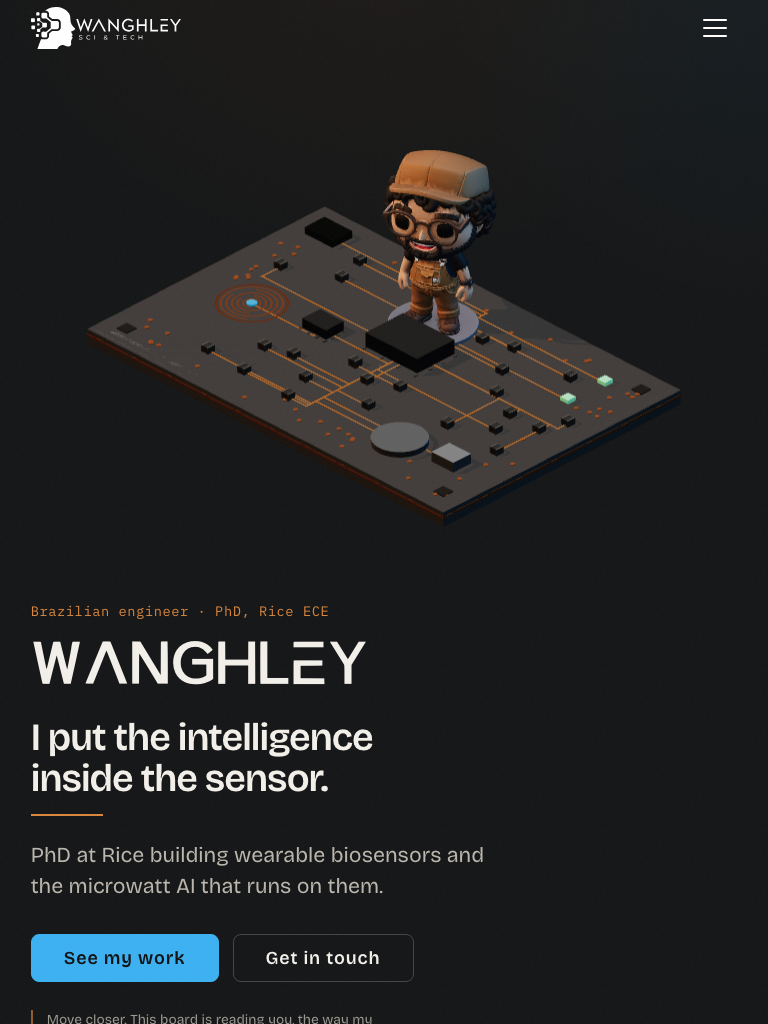 WANGHLEY
SCI & TECH
Brazilian engineer · PhD, Rice ECE
WANGHLEY
I put the intelligence
inside the sensor.
PhD at Rice building wearable biosensors and
the microwatt AI that runs on them.
See my work
Get in touch
Move closer. This board is reading you, the way my